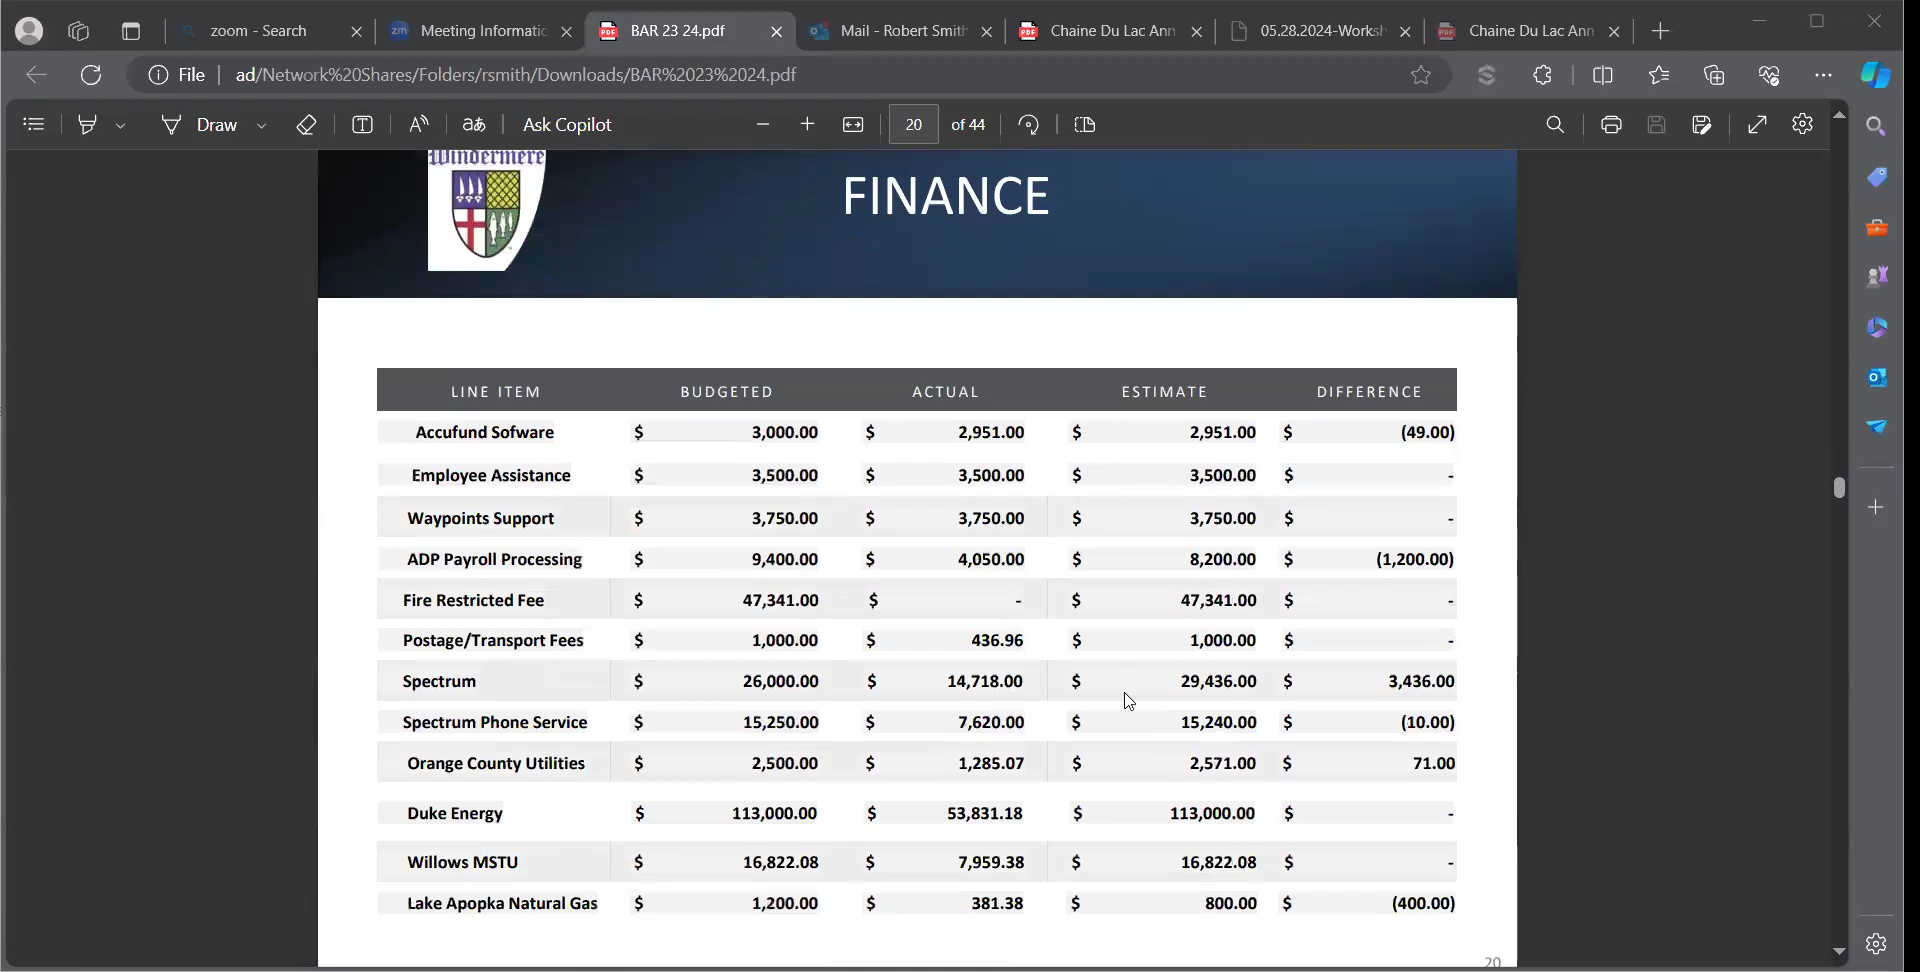 zoom - Search
Meeting Informatic
BAR 23 24.pdf
Mail - Robert Smith
Chaine Du Lac Ann
05.28.2024-Worksh
Chaine Du Lac Ann
File ad/Network%20Shares/Folders/rsmith/Downloads/BAR%2023%2024.pdf
Draw Ask Copilot 20 of 44
Windermere
FINANCE
LINE ITEM BUDGETED ACTUAL ESTIMATE DIFFERENCE
Accufund Sofware $ 3,000.00 $ 2,951.00 $ 2,951.00 $ (49.00)
Employee Assistance $ 3,500.00 $ 3,500.00 $ 3,500.00 $ -
Waypoints Support $ 3,750.00 $ 3,750.00 $ 3,750.00 $ -
ADP Payroll Processing $ 9,400.00 $ 4,050.00 $ 8,200.00 $ (1,200.00)
Fire Restricted Fee $ 47,341.00 $ - $ 47,341.00 $ -
Postage/Transport Fees $ 1,000.00 $ 436.96 $ 1,000.00 $ -
Spectrum $ 26,000.00 $ 14,718.00 $ 29,436.00 $ 3,436.00
Spectrum Phone Service $ 15,250.00 $ 7,620.00 $ 15,240.00 $ (10.00)
Orange County Utilities $ 2,500.00 $ 1,285.07 $ 2,571.00 $ 71.00
Duke Energy $ 113,000.00 $ 53,831.18 $ 113,000.00 $ -
Willows MSTU $ 16,822.08 $ 7,959.38 $ 16,822.08 $ -
Lake Apopka Natural Gas $ 1,200.00 $ 381.38 $ 800.00 $ (400.00)
20